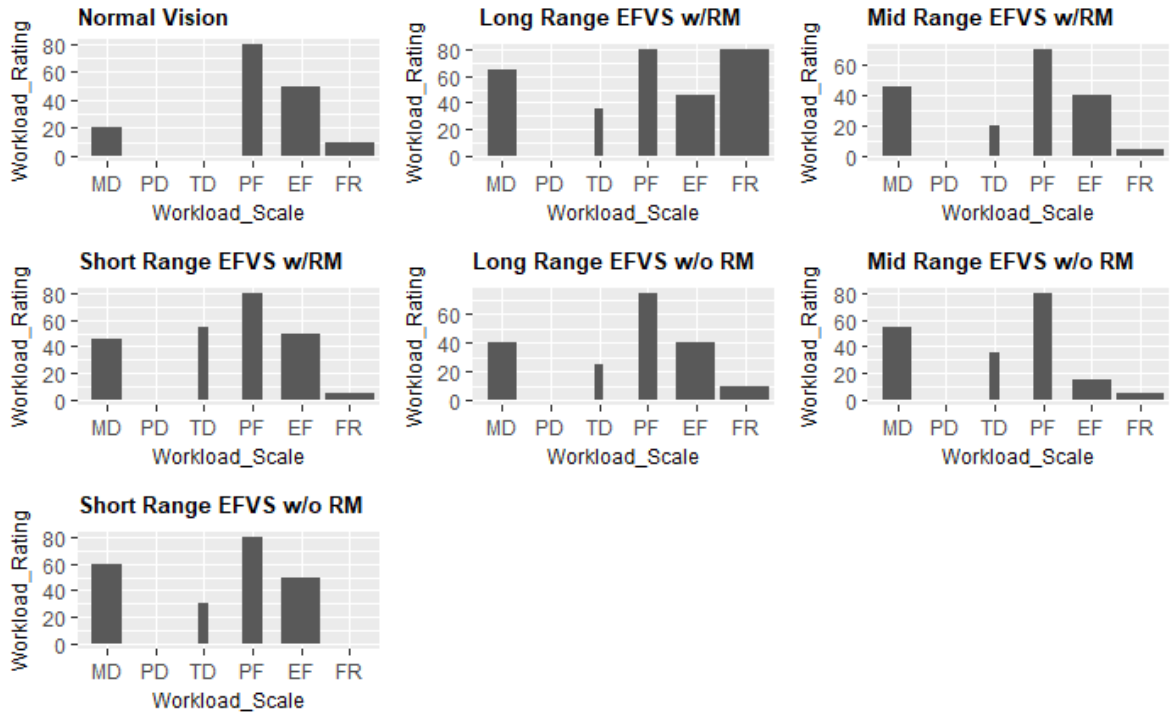 Normal Vision
Workload_Rating
80
60
40
20
0
MD PD TD PF EF FR
Workload_Scale
Long Range EFVS w/RM
Workload_Rating
80
60
40
20
0
MD PD TD PF EF FR
Workload_Scale
Mid Range EFVS w/RM
Workload_Rating
60
40
20
0
MD PD TD PF EF FR
Workload_Scale
Short Range EFVS w/RM
Workload_Rating
80
60
40
20
0
MD PD TD PF EF FR
Workload_Scale
Long Range EFVS w/o RM
Workload_Rating
60
40
20
0
MD PD TD PF EF FR
Workload_Scale
Mid Range EFVS w/o RM
Workload_Rating
80
60
40
20
0
MD PD TD PF EF FR
Workload_Scale
Short Range EFVS w/o RM
Workload_Rating
80
60
40
20
0
MD PD TD PF EF FR
Workload_Scale